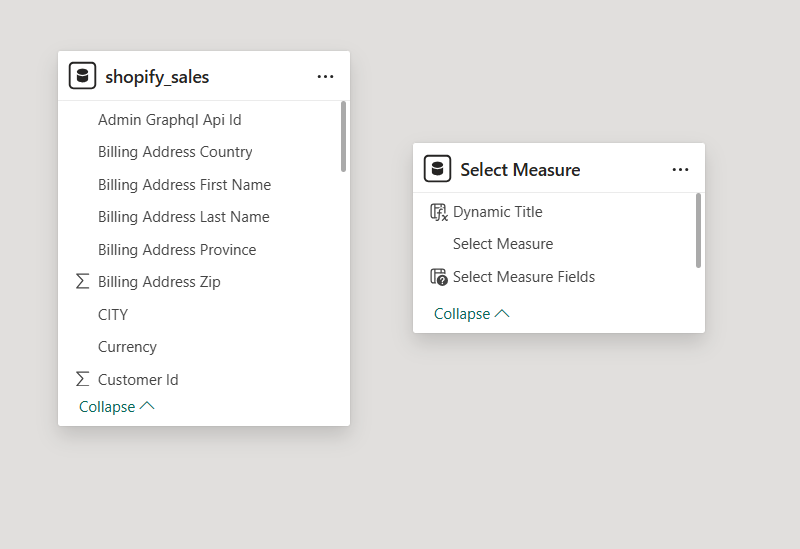 shopify_sales
Admin Graphql Api Id
Billing Address Country
Billing Address First Name
Billing Address Last Name
Billing Address Province
Billing Address Zip
CITY
Currency
Customer Id
Collapse
Select Measure
Dynamic Title
Select Measure
Select Measure Fields
Collapse